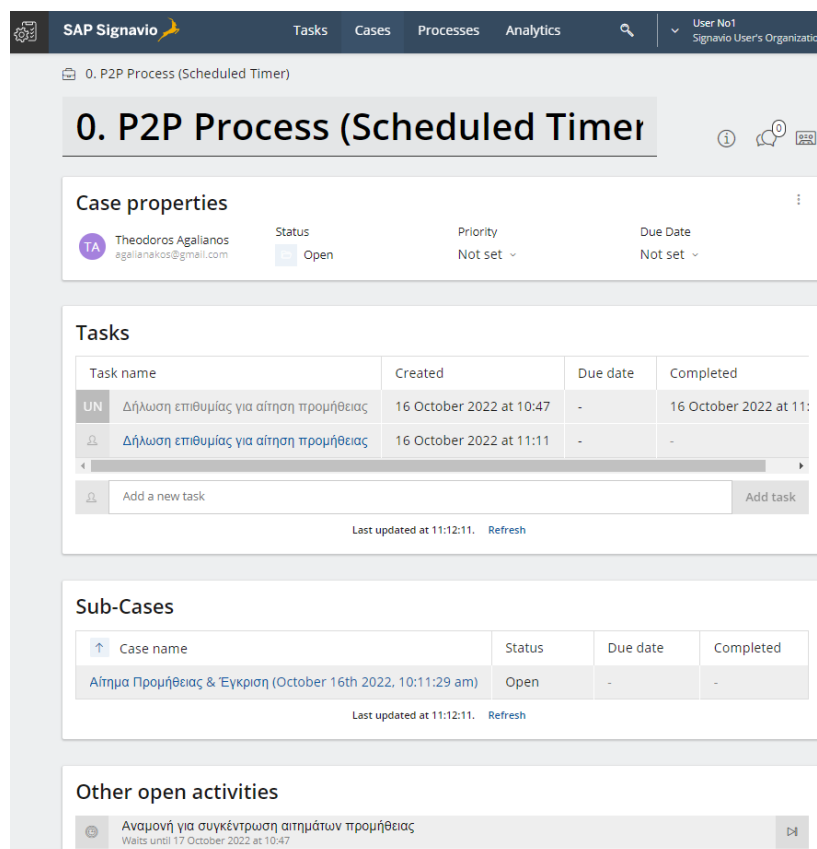 SAP Signavio Tasks Cases Processes Analytics User No1
Signavio User's Organizatio
0. P2P Process (Scheduled Timer)
0. P2P Process (Scheduled Timer
0
Case properties
TA Theodoros Agalianos Status Priority Due Date
agalianakos@gmail.com Open Not set Not set
Tasks
Task name Created Due date Completed
UN Δήλωση επιθυμίας για αίτηση προμήθειας 16 October 2022 at 10:47 - 16 October 2022 at 11:
Δήλωση επιθυμίας για αίτηση προμήθειας 16 October 2022 at 11:11 - -
Add a new task Add task
Last updated at 11:12:11. Refresh
Sub-Cases
Case name Status Due date Completed
Αίτημα Προμήθειας & Έγκριση (October 16th 2022, 10:11:29 am) Open - -
Last updated at 11:12:11. Refresh
Other open activities
Αναμονή για συγκέντρωση αιτημάτων προμήθειας
Waits until 17 October 2022 at 10:47